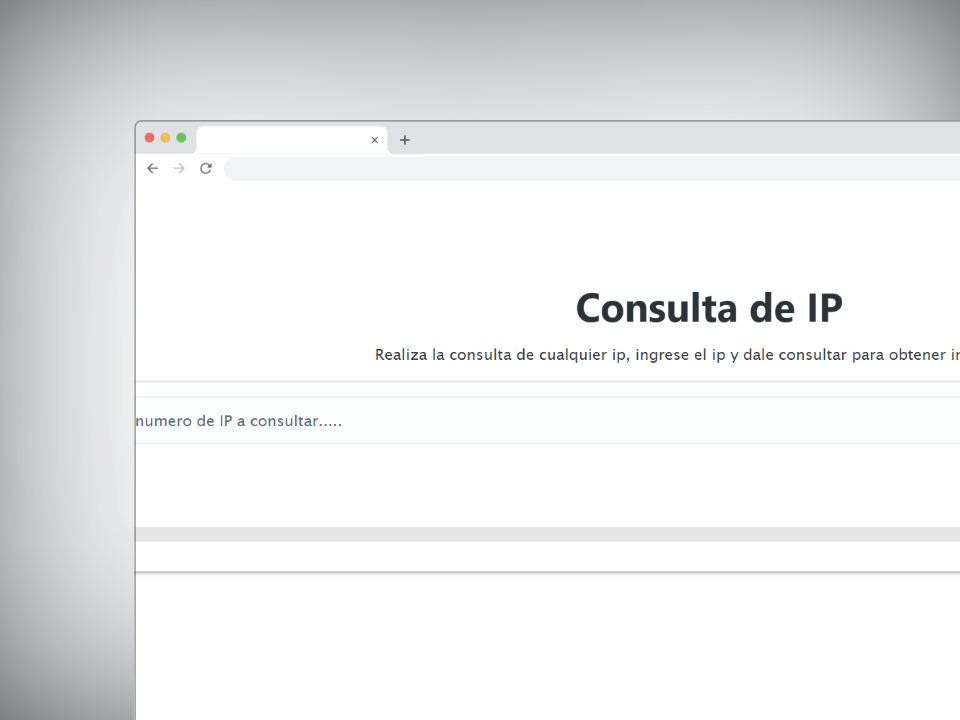 Consulta de IP
Realiza la consulta de cualquier ip, ingrese el ip y dale consultar para obtener
numero de IP a consultar.....